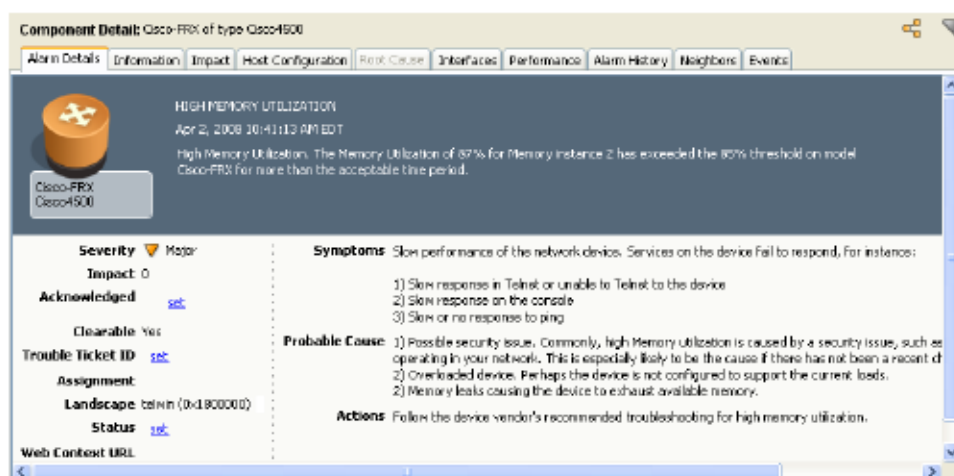 Component Detail: Cisco-FRX of type Cisco4500
Alarm Details Information Impact Host Configuration Root Cause Interfaces Performance Alarm History Neighbors Events
HIGH MEMORY UTILIZATION
Apr 2, 2008 10:41:13 AM EDT
High Memory Utilization. The Memory Utilization of 87% for Memory instance 2 has exceeded the 85% threshold on model
Cisco-FRX for more than the acceptable time period.
Cisco-FRX
Cisco4500
Severity Major
Impact 0
Acknowledged set
Clearable Yes
Trouble Ticket ID set
Assignment
Landscape (0x1800000)
Status set
Web Context URL
Symptoms Slow performance of the network device. Services on the device fail to respond, for instance:
1) Slow response in Telnet or unable to Telnet to the device
2) Slow response on the console
3) Slow or no response to ping
Probable Cause 1) Possible security issue. Commonly, high Memory utilization is caused by a security issue, such as
operating in your network. This is especially likely to be the cause if there has not been a recent ch
2) Overloaded device. Perhaps the device is not configured to support the current loads.
2) Memory leaks causing the device to exhaust available memory.
Actions Follow the device vendor's recommended troubleshooting for high memory utilization.